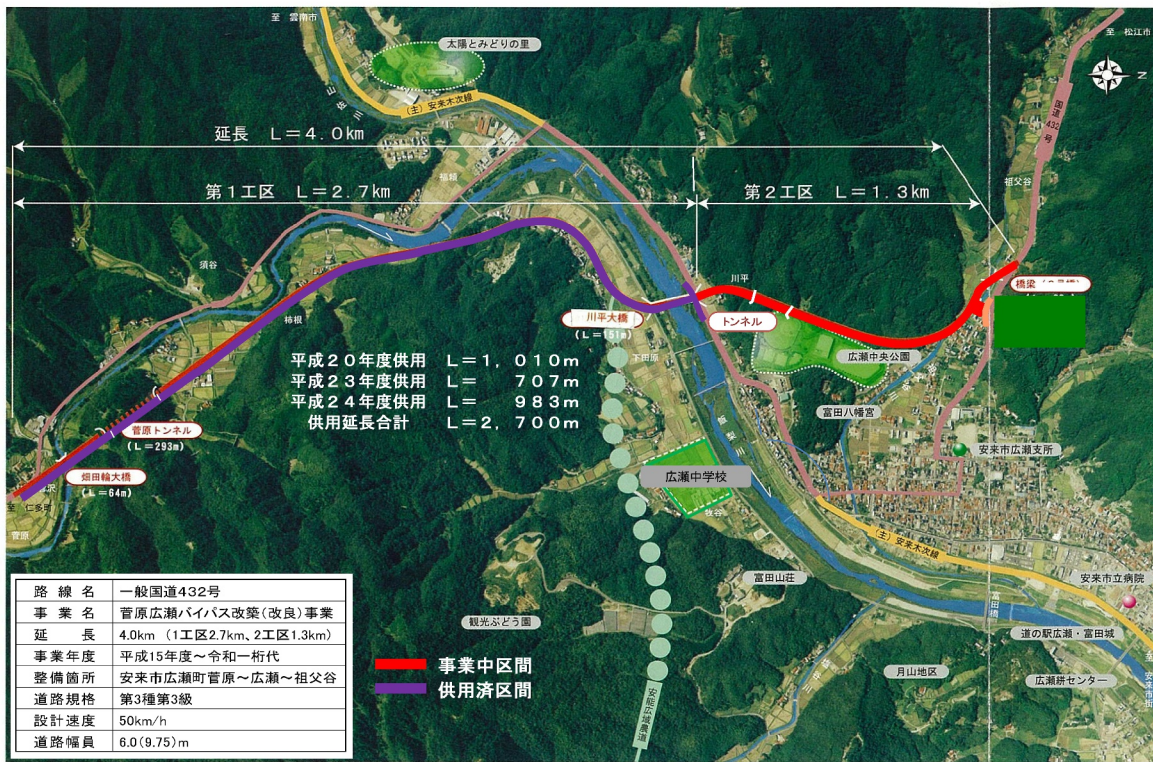 至 雲南市
太陽とみどりの里
至 松江市
N
山佐川
(主)安来木次線
国道432号
延長 L=4.0km
福頼
祖父谷
第1工区 L=2.7km
第2工区 L=1.3km
須谷
川平
柿根
川平大橋
(L=151m)
トンネル
下田原
広瀬中央公園
平成20年度供用 L=1,010m
平成23年度供用 L= 707m
平成24年度供用 L= 983m
供用延長合計 L=2,700m
富田八幡宮
菅原トンネル
(L=293m)
安来市広瀬支所
畑田輪大橋
(L=64m)
広瀬中学校
至 仁多町
牧谷
菅原
(主)安来木次線
富田山荘
安来市立病院
富田橋
観光ぶどう園
道の駅広瀬・富田城
月山地区
広瀬絣センター
至 安来市街
安能広域農道
事業中区間
供用済区間
路線名 一般国道432号
事業名 菅原広瀬バイパス改築(改良)事業
延長 4.0km (1工区2.7km、2工区1.3km)
事業年度 平成15年度~令和一桁代
整備箇所 安来市広瀬町菅原~広瀬~祖父谷
道路規格 第3種第3級
設計速度 50km/h
道路幅員 6.0(9.75)m